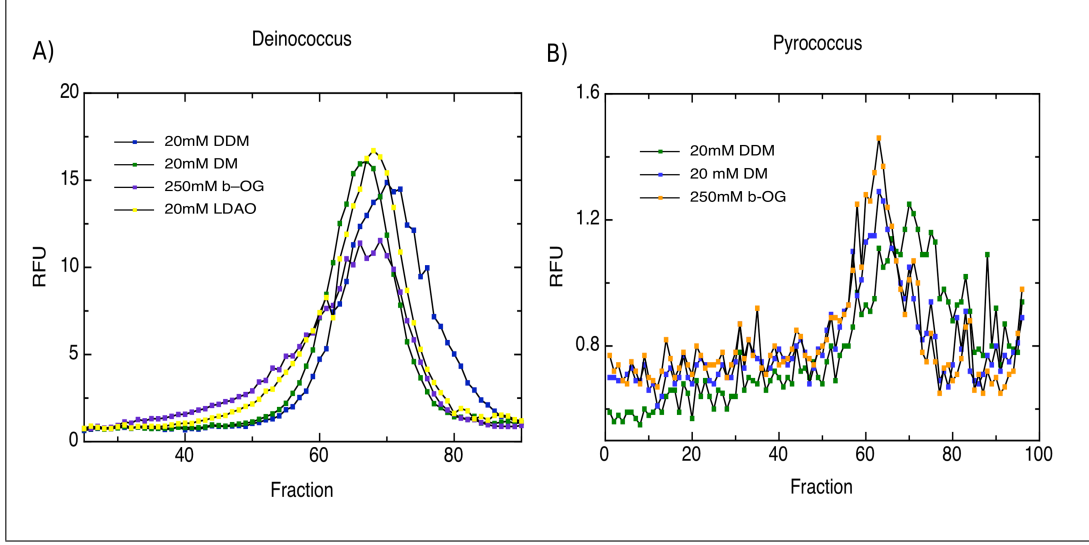 A)
Deinococcus
20
15
10
5
0
40
60
80
RFU
Fraction
20mM DDM
20mM DM
250mM b–OG
20mM LDAO
B)
Pyrococcus
1.6
1.2
0.8
0
20
40
60
80
100
RFU
Fraction
20mM DDM
20 mM DM
250mM b-OG